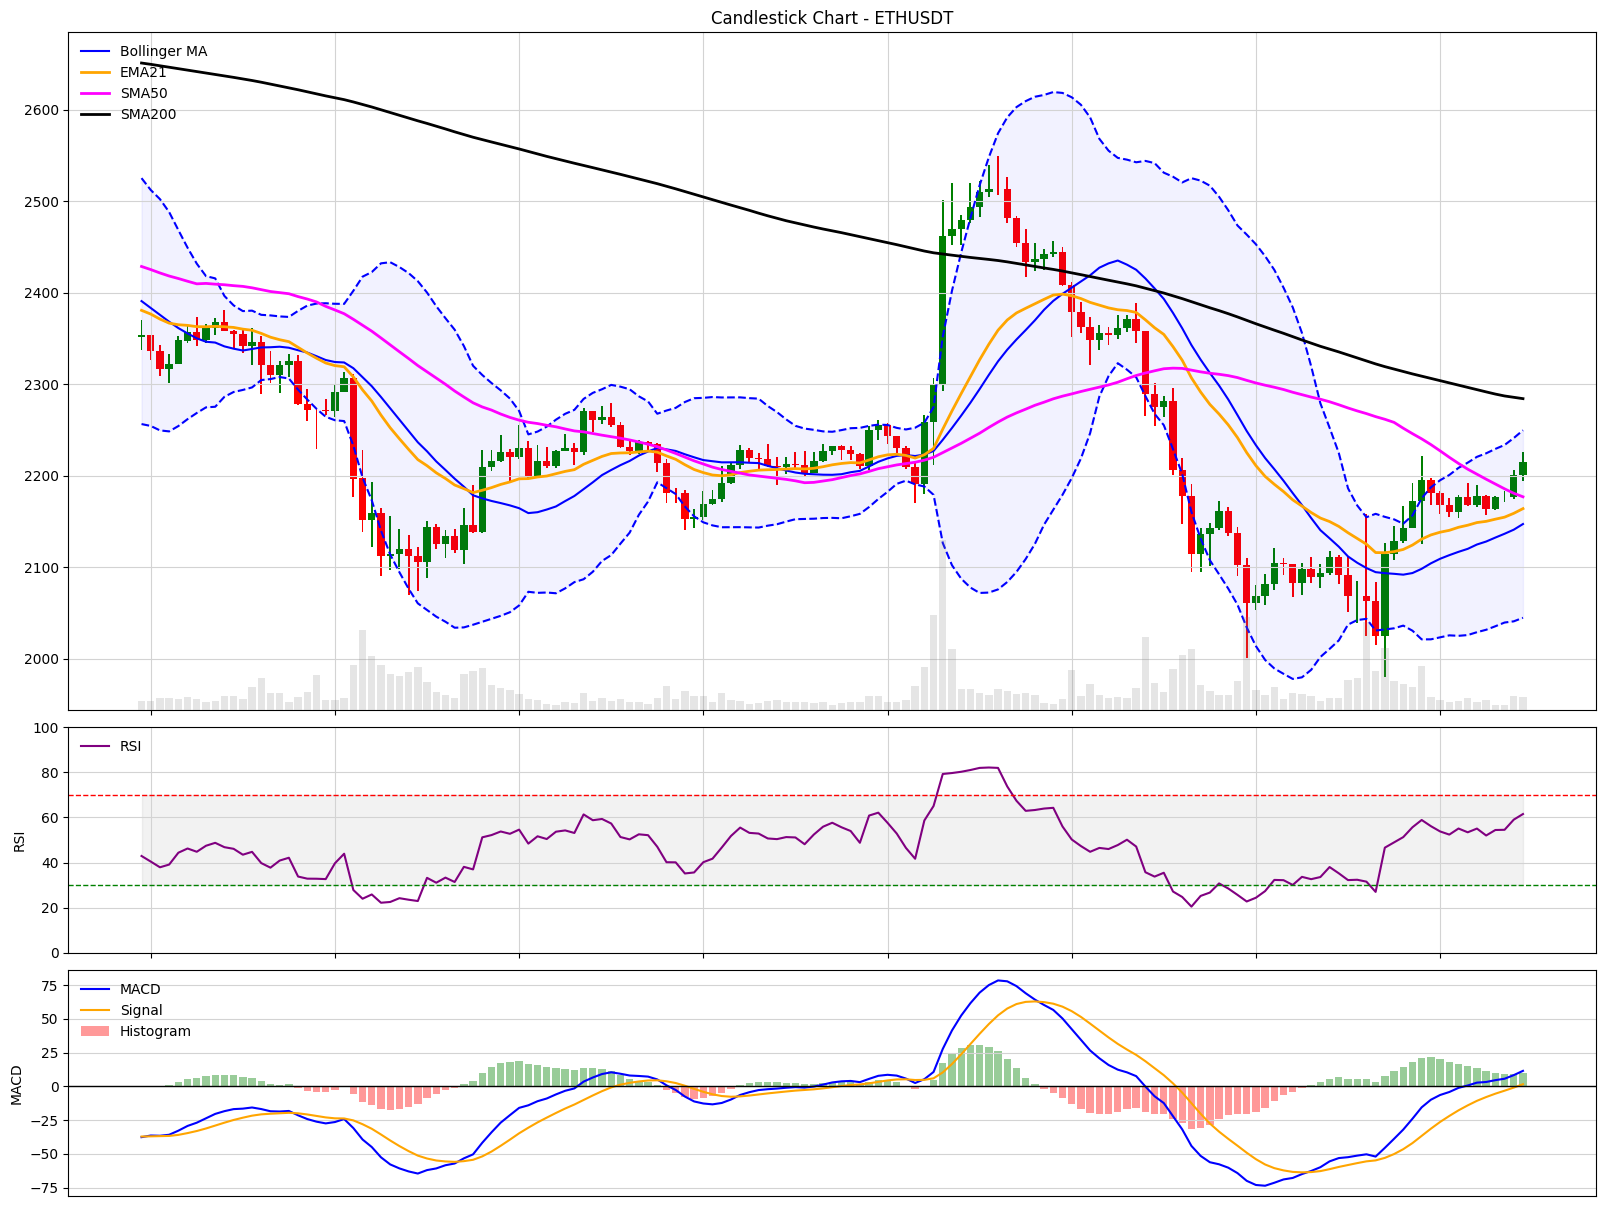 Candlestick Chart - ETHUSDT
Bollinger MA
EMA21
SMA50
SMA200
2600
2500
2400
2300
2200
2100
2000
100
80
60
40
20
0
RSI
RSI
75
50
25
0
−25
−50
−75
MACD
MACD
Signal
Histogram